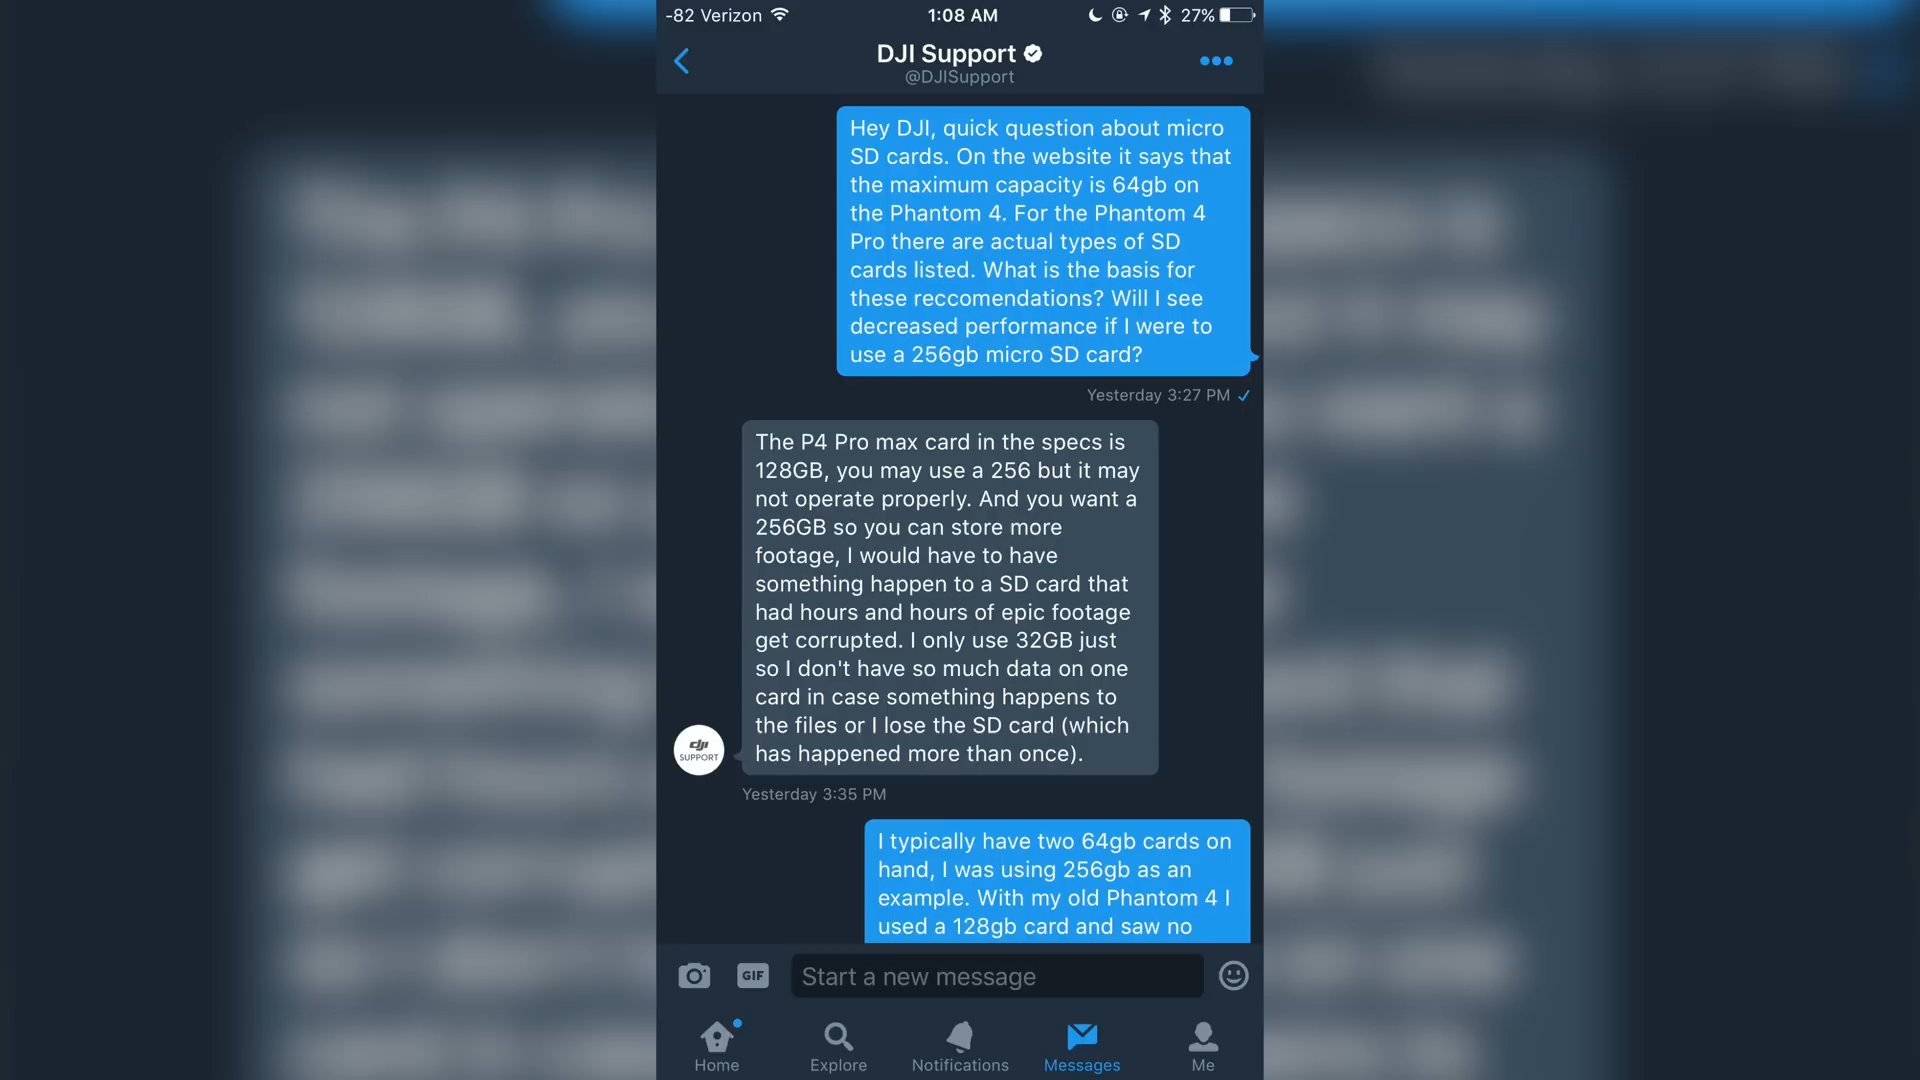 -82 Verizon 1:08 AM 27%
DJI Support
@DJISupport
Hey DJI, quick question about micro
SD cards. On the website it says that
the maximum capacity is 64gb on
the Phantom 4. For the Phantom 4
Pro there are actual types of SD
cards listed. What is the basis for
these reccomendations? Will I see
decreased performance if I were to
use a 256gb micro SD card?
Yesterday 3:27 PM
The P4 Pro max card in the specs is
128GB, you may use a 256 but it may
not operate properly. And you want a
256GB so you can store more
footage, I would have to have
something happen to a SD card that
had hours and hours of epic footage
get corrupted. I only use 32GB just
so I don't have so much data on one
card in case something happens to
the files or I lose the SD card (which
has happened more than once).
dji
SUPPORT
Yesterday 3:35 PM
I typically have two 64gb cards on
hand, I was using 256gb as an
example. With my old Phantom 4 I
used a 128gb card and saw no
GIF
Start a new message
Home Explore Notifications Messages Me